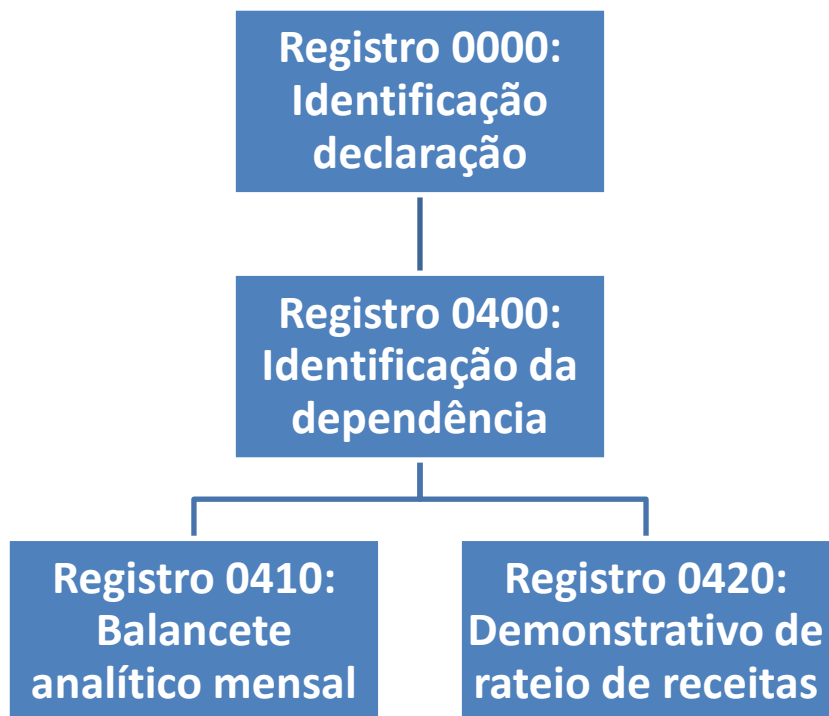 Registro 0000:
Identificação
declaração
Registro 0400:
Identificação da
dependência
Registro 0410:
Balancete
analítico mensal
Registro 0420:
Demonstrativo de
rateio de receitas